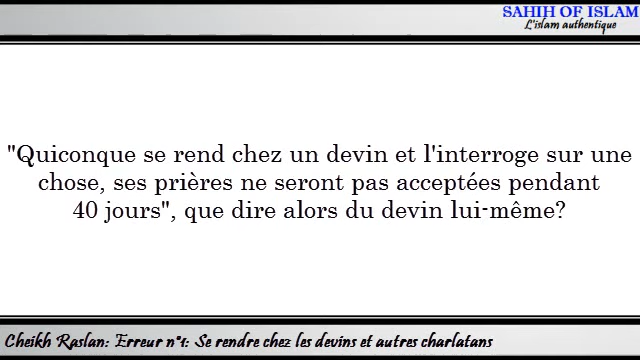 SAHIH OF ISLAM
L'islam authentique
"Quiconque se rend chez un devin et l'interroge sur une
chose, ses prières ne seront pas acceptées pendant
40 jours", que dire alors du devin lui-même?
Cheikh Raslan: Erreur n°1: Se rendre chez les devins et autres charlatans